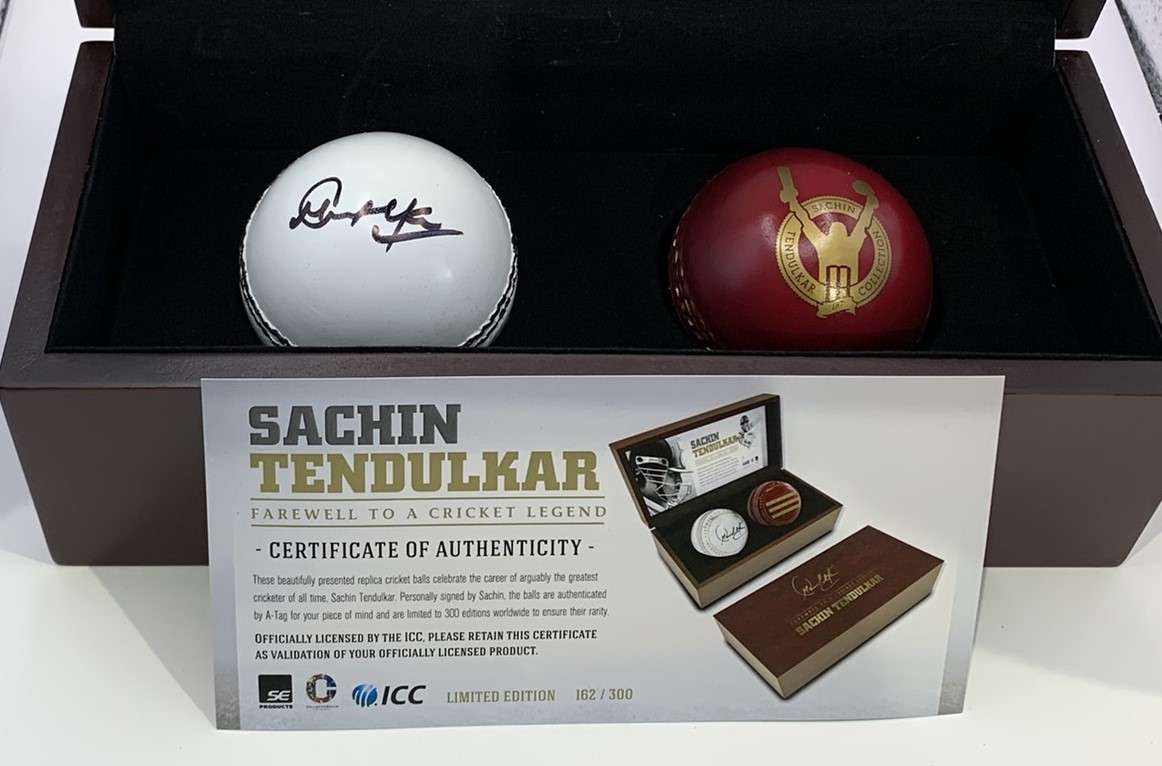 SACHIN
TENDULKAR
COLLECTION
SACHIN
TENDULKAR
FAREWELL TO A CRICKET LEGEND
- CERTIFICATE OF AUTHENTICITY -
These beautifully presented replica cricket balls celebrate the career of arguably the greatest
cricketer of all time, Sachin Tendulkar. Personally signed by Sachin, the balls are authenticated
by A-Tag for your piece of mind and are limited to 300 editions worldwide to ensure their rarity.
OFFICIALLY LICENSED BY THE ICC, PLEASE RETAIN THIS CERTIFICATE
AS VALIDATION OF YOUR OFFICIALLY LICENSED PRODUCT.
SE
PRODUCTS
ICC
LIMITED EDITION 162 / 300
SACHIN
TENDULKAR
SACHIN TENDULKAR